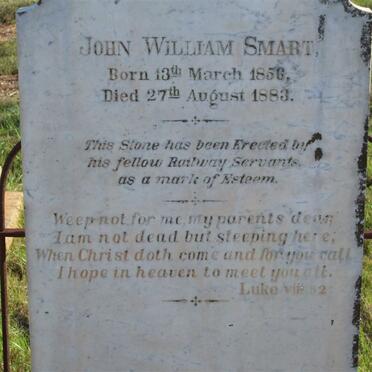 John William Smart,
Born 13th March 1856,
Died 27th August 1883.
This Stone has been Erected by
his fellow Railway Servants
as a mark of Esteem.
Weep not for me, my parents dear,
I am not dead but sleeping here,
When Christ doth come and for you call
I hope in heaven to meet you all.
Luke 52